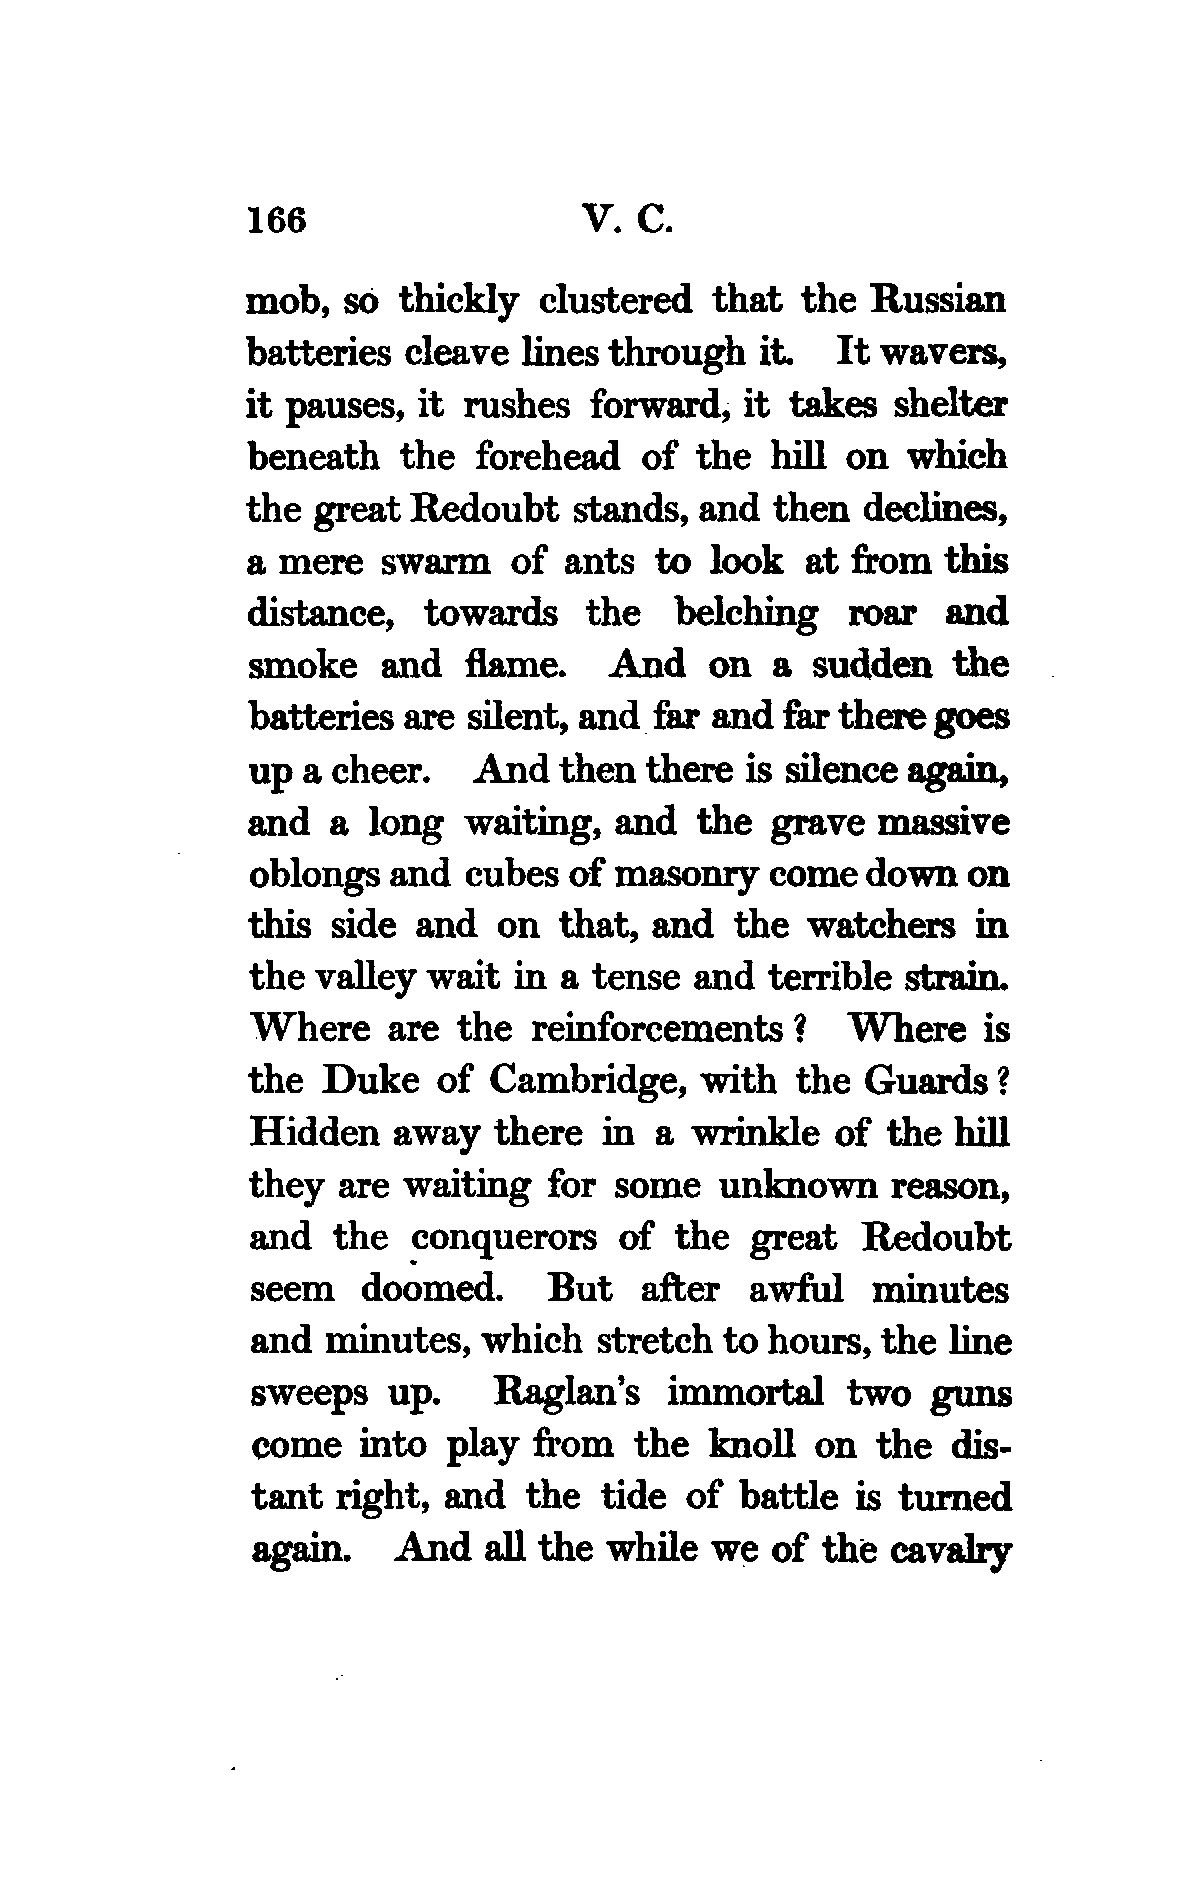 166 V. C.
mob, so thickly clustered that the Russian
batteries cleave lines through it. It wavers,
it pauses, it rushes forward, it takes shelter
beneath the forehead of the hill on which
the great Redoubt stands, and then declines,
a mere swarm of ants to look at from this
distance, towards the belching roar and
smoke and flame. And on a sudden the
batteries are silent, and far and far there goes
up a cheer. And then there is silence again,
and a long waiting, and the grave massive
oblongs and cubes of masonry come down on
this side and on that, and the watchers in
the valley wait in a tense and terrible strain.
Where are the reinforcements? Where is
the Duke of Cambridge, with the Guards?
Hidden away there in a wrinkle of the hill
they are waiting for some unknown reason,
and the conquerors of the great Redoubt
seem doomed. But after awful minutes
and minutes, which stretch to hours, the line
sweeps up. Raglan's immortal two guns
come into play from the knoll on the dis-
tant right, and the tide of battle is turned
again. And all the while we of the cavalry